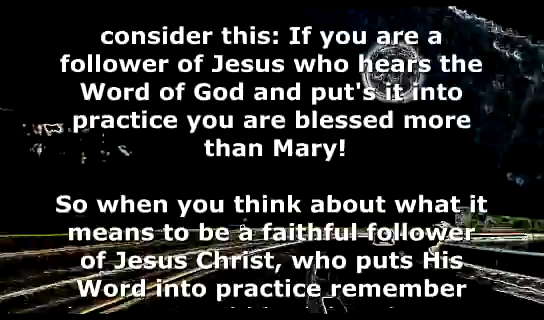 consider this: If you are a
follower of Jesus who hears the
Word of God and put's it into
practice you are blessed more
than Mary!
So when you think about what it
means to be a faithful follower
of Jesus Christ, who puts His
Word into practice remember